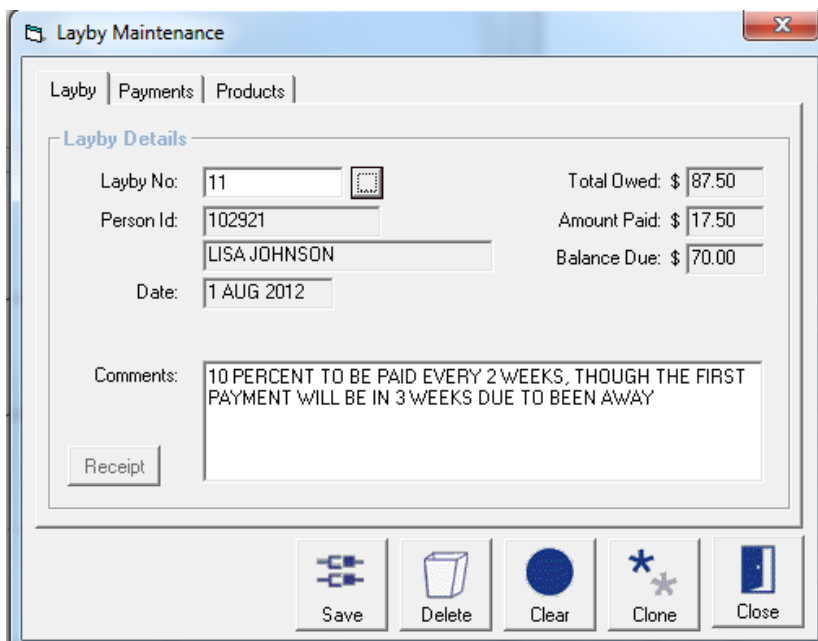 Layby Maintenance
Layby Payments Products
Layby Details
Layby No: 11
Total Owed: $ 87.50
Person Id: 102921
Amount Paid: $ 17.50
LISA JOHNSON
Balance Due: $ 70.00
Date: 1 AUG 2012
Comments: 10 PERCENT TO BE PAID EVERY 2 WEEKS, THOUGH THE FIRST
PAYMENT WILL BE IN 3 WEEKS DUE TO BEEN AWAY
Receipt
Save Delete Clear Clone Close